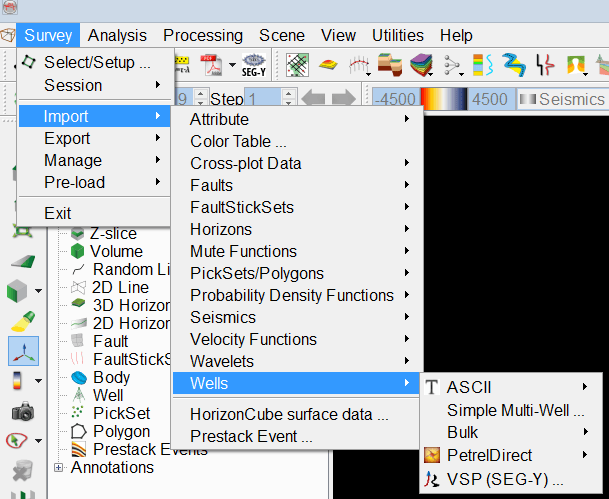 Survey Analysis Processing Scene View Utilities Help
Select/Setup ...
Session
SEG-Y
9 Step 1
-4500 4500 Seismics
Import
Export
Manage
Pre-load
Exit
Attribute
Color Table ...
Cross-plot Data
Faults
FaultStickSets
Horizons
Mute Functions
PickSets/Polygons
Probability Density Functions
Seismics
Velocity Functions
Wavelets
Wells
HorizonCube surface data ...
Prestack Event ...
ASCII
Simple Multi-Well ...
Bulk
PetrelDirect
VSP (SEG-Y) ...
Z-slice
Volume
Random Li
2D Line
3D Horizon
2D Horizon
Fault
FaultStickS
Body
Well
PickSet
Polygon
Prestack Events
Annotations